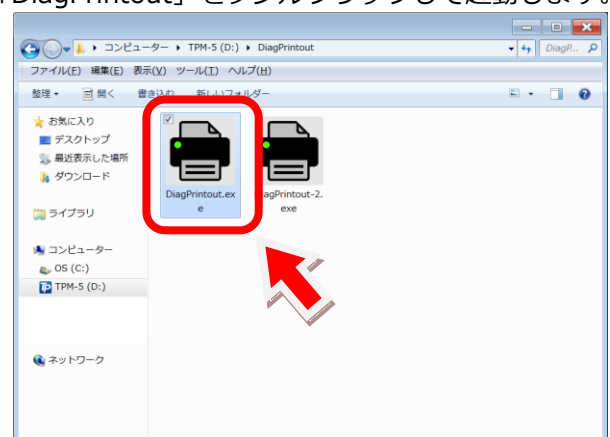 DiagPrintout」をダブルクリックして起動します。
コンピューター ▸ TPM-5 (D:) ▸ DiagPrintout
DiagP...
ファイル(F) 編集(E) 表示(V) ツール(T) ヘルプ(H)
整理 開く 書き込む 新しいフォルダー
お気に入り
デスクトップ
最近表示した場所
ダウンロード
ライブラリ
コンピューター
OS (C:)
TPM-5 (D:)
ネットワーク
DiagPrintout.ex
e
agPrintout-2.
exe